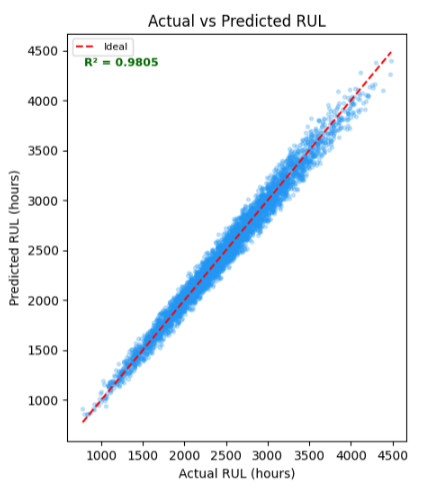 Actual vs Predicted RUL
Ideal
R² = 0.9805
4500
4000
3500
3000
2500
2000
1500
1000
Predicted RUL (hours)
1000 1500 2000 2500 3000 3500 4000 4500
Actual RUL (hours)